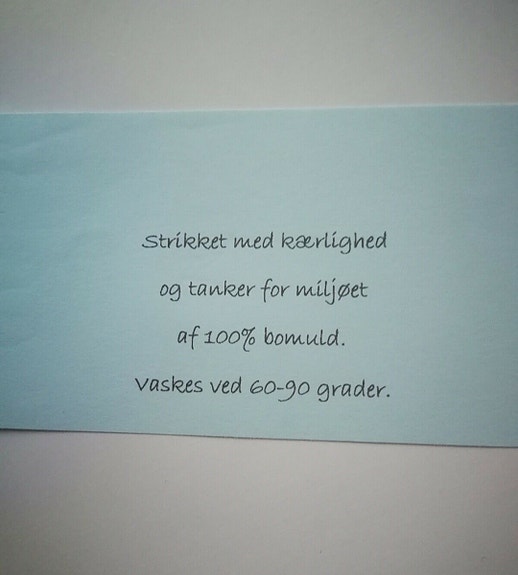 Strikket med kærlighed
og tanker for miljøet
af 100% bomuld.
Vaskes ved 60-90 grader.